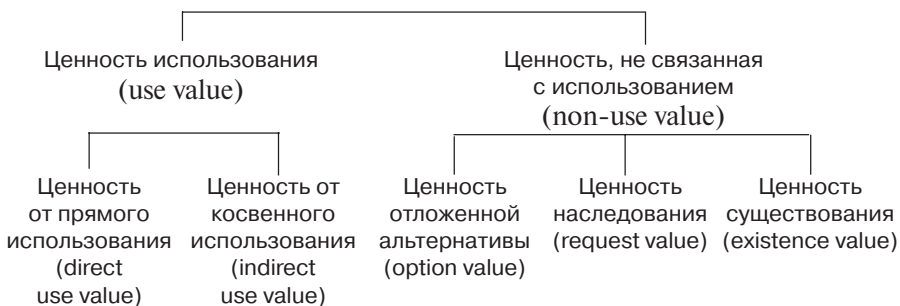 Ценность использования
(use value)
Ценность, не связанная
с использованием
(non-use value)
Ценность
от прямого
использования
(direct
use value)
Ценность от
косвенного
использования
(indirect
use value)
Ценность
отложенной
альтернативы
(option value)
Ценность
наследования
(request value)
Ценность
существования
(existence value)